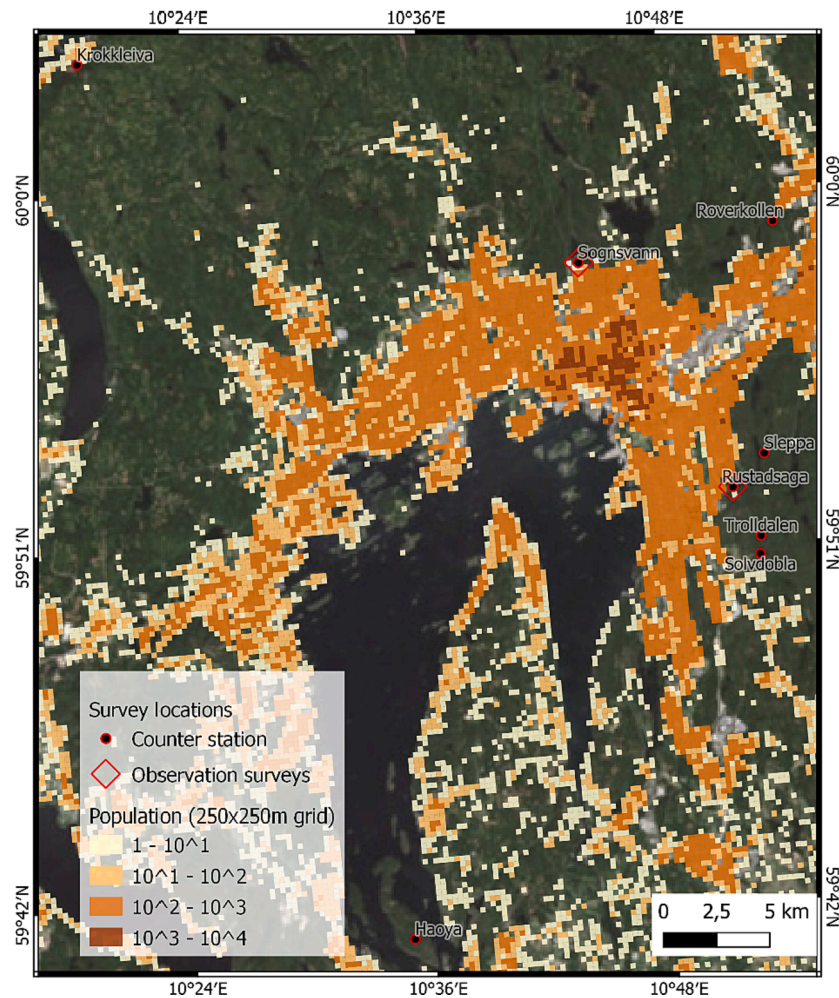 10°24'E 10°36'E 10°48'E
Krokkleiva
60°0'N 60°0'N
Roverkollen
Sognsvann
Sleppa
Rustadsaga
Trolldalen
59°51'N 59°51'N
Solvdobla
Survey locations
Counter station
Observation surveys
Population (250x250m grid)
1 - 10^1
10^1 - 10^2
10^2 - 10^3
10^3 - 10^4
59°42'N 59°42'N
0 2,5 5 km
Haoya
10°24'E 10°36'E 10°48'E